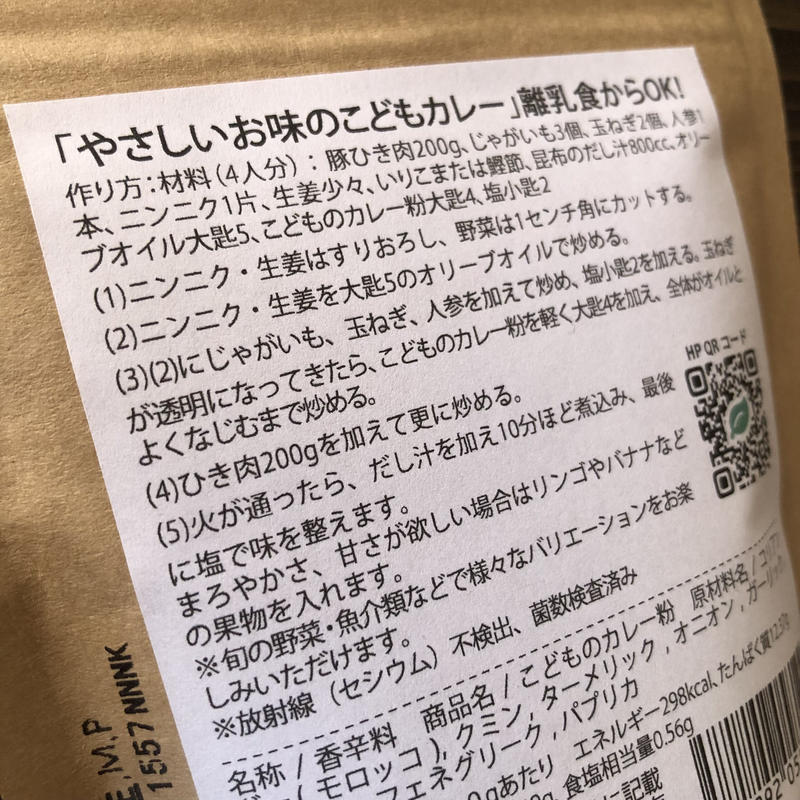 「やさしいお味のこどもカレー」離乳食からOK!
作り方:材料(4人分):豚ひき肉200g、じゃがいも3個、玉ねぎ2個、人参1
本、ニンニク1片、生姜少々、いりこまたは鰹節、昆布のだし汁800cc、オリー
ブオイル大匙5、こどものカレー粉大匙4、塩小匙2
(1)ニンニク・生姜はすりおろし、野菜は1センチ角にカットする。
(2)ニンニク・生姜を大匙5のオリーブオイルで炒める。
(3)(2)にじゃがいも、玉ねぎ、人参を加えて炒め、塩小匙2を加える。玉ねぎ
が透明になってきたら、こどものカレー粉を軽く大匙4を加え、全体がオイルと
よくなじむまで炒める。
HP QR コード
(4)ひき肉200gを加えて更に炒める。
(5)火が通ったら、だし汁を加え10分ほど煮込み、最後
に塩で味を整えます。
まろやかさ、甘さが欲しい場合はリンゴやバナナなど
の果物を入れます。
※旬の野菜・魚介類などで様々なバリエーションをお楽
しみいただけます。
※放射線(セシウム)不検出、菌数検査済み
名称/香辛料 商品名/こどものカレー粉 原材料名/コリアン
(モロッコ),クミン,ターメリック,オニオン,ガーリック
フェネグリーク,パプリカ
gあたり エネルギー298kcal、たんぱく質12.37g
食塩相当量0.56g
に記載
E.M.P
1557NNNK